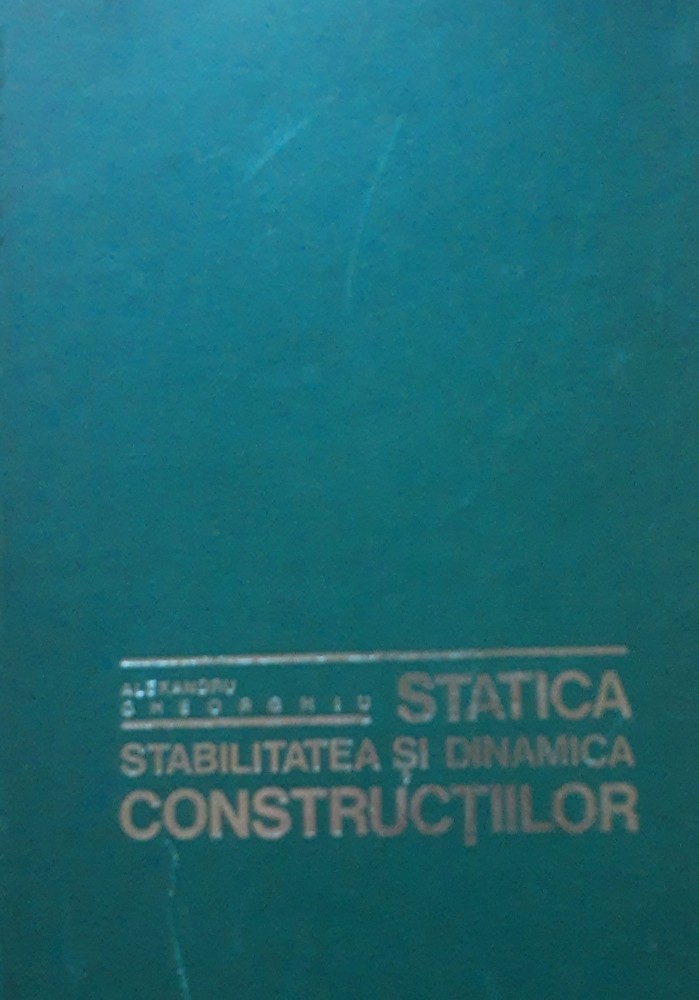 ALEXANDRU
GHEORGHIU
STATICA
STABILITATEA ȘI DINAMICA
CONSTRUCȚIILOR